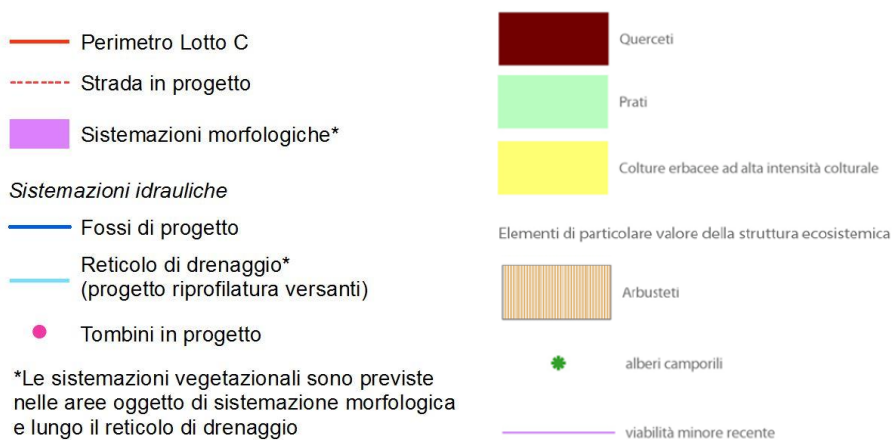 Perimetro Lotto C
Strada in progetto
Sistemazioni morfologiche*
Sistemazioni idrauliche
Fossi di progetto
Reticolo di drenaggio*
(progetto riprofilatura versanti)
Tombini in progetto
*Le sistemazioni vegetazionali sono previste
nelle aree oggetto di sistemazione morfologica
e lungo il reticolo di drenaggio
Querceti
Prati
Colture erbacee ad alta intensità colturale
Elementi di particolare valore della struttura ecosistemica
Arbusteti
alberi camporili
viabilità minore recente